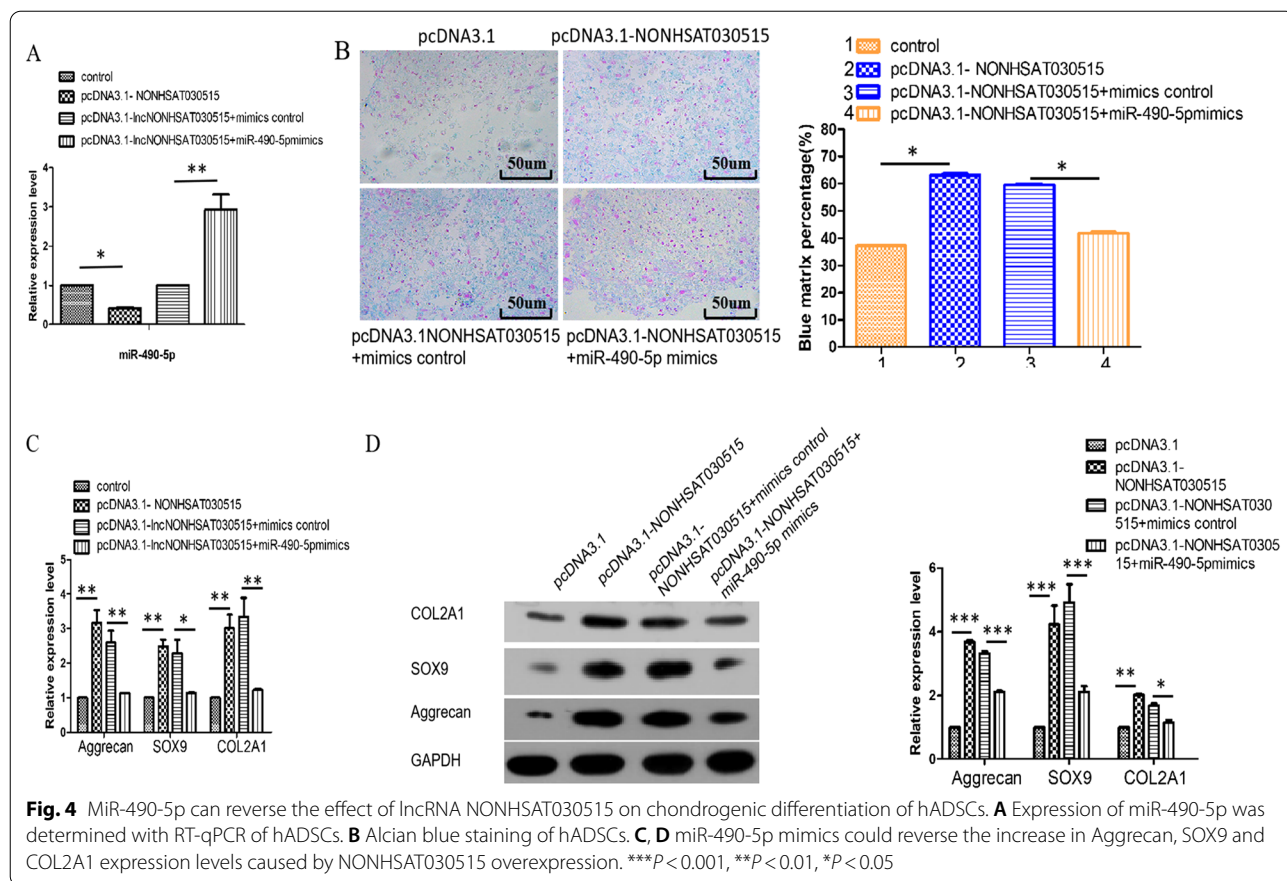 A
control
pcDNA3.1- NONHSAT030515
pcDNA3.1-lncNONHSAT030515+mimics control
pcDNA3.1-lncNONHSAT030515+miR-490-5pmimics
Relative expression level
4
3
2
1
0
*
**
miR-490-5p
B
pcDNA3.1
pcDNA3.1-NONHSAT030515
50um
50um
50um
50um
pcDNA3.1NONHSAT030515
+mimics control
pcDNA3.1-NONHSAT030515
+miR-490-5p mimics
1 control
2 pcDNA3.1- NONHSAT030515
3 pcDNA3.1-NONHSAT030515+mimics control
4 pcDNA3.1-NONHSAT030515+miR-490-5pmimics
Blue matrix percentage(%)
80
70
60
50
40
30
20
10
0
*
*
1 2 3 4
C
control
pcDNA3.1- NONHSAT030515
pcDNA3.1-lncNONHSAT030515+mimics control
pcDNA3.1-lncNONHSAT030515+miR-490-5pmimics
Relative expression level
5
4
3
2
1
0
** ** ** * ** **
Aggrecan SOX9 COL2A1
D
pcDNA3.1
pcDNA3.1-NONHSAT030515
pcDNA3.1-
NONHSAT030515+mimics control
pcDNA3.1-NONHSAT030515+
miR-490-5p mimics
COL2A1
SOX9
Aggrecan
GAPDH
pcDNA3.1
pcDNA3.1-
NONHSAT030515
pcDNA3.1-NONHSAT030
515+mimics control
pcDNA3.1-NONHSAT0305
15+miR-490-5pmimics
Relative expression level
6
4
2
0
*** *** *** *** ** *
Aggrecan SOX9 COL2A1
Fig. 4 MiR-490-5p can reverse the effect of lncRNA NONHSAT030515 on chondrogenic differentiation of hADSCs. A Expression of miR-490-5p was
determined with RT-qPCR of hADSCs. B Alcian blue staining of hADSCs. C, D miR-490-5p mimics could reverse the increase in Aggrecan, SOX9 and
COL2A1 expression levels caused by NONHSAT030515 overexpression. ***P < 0.001, **P < 0.01, *P < 0.05